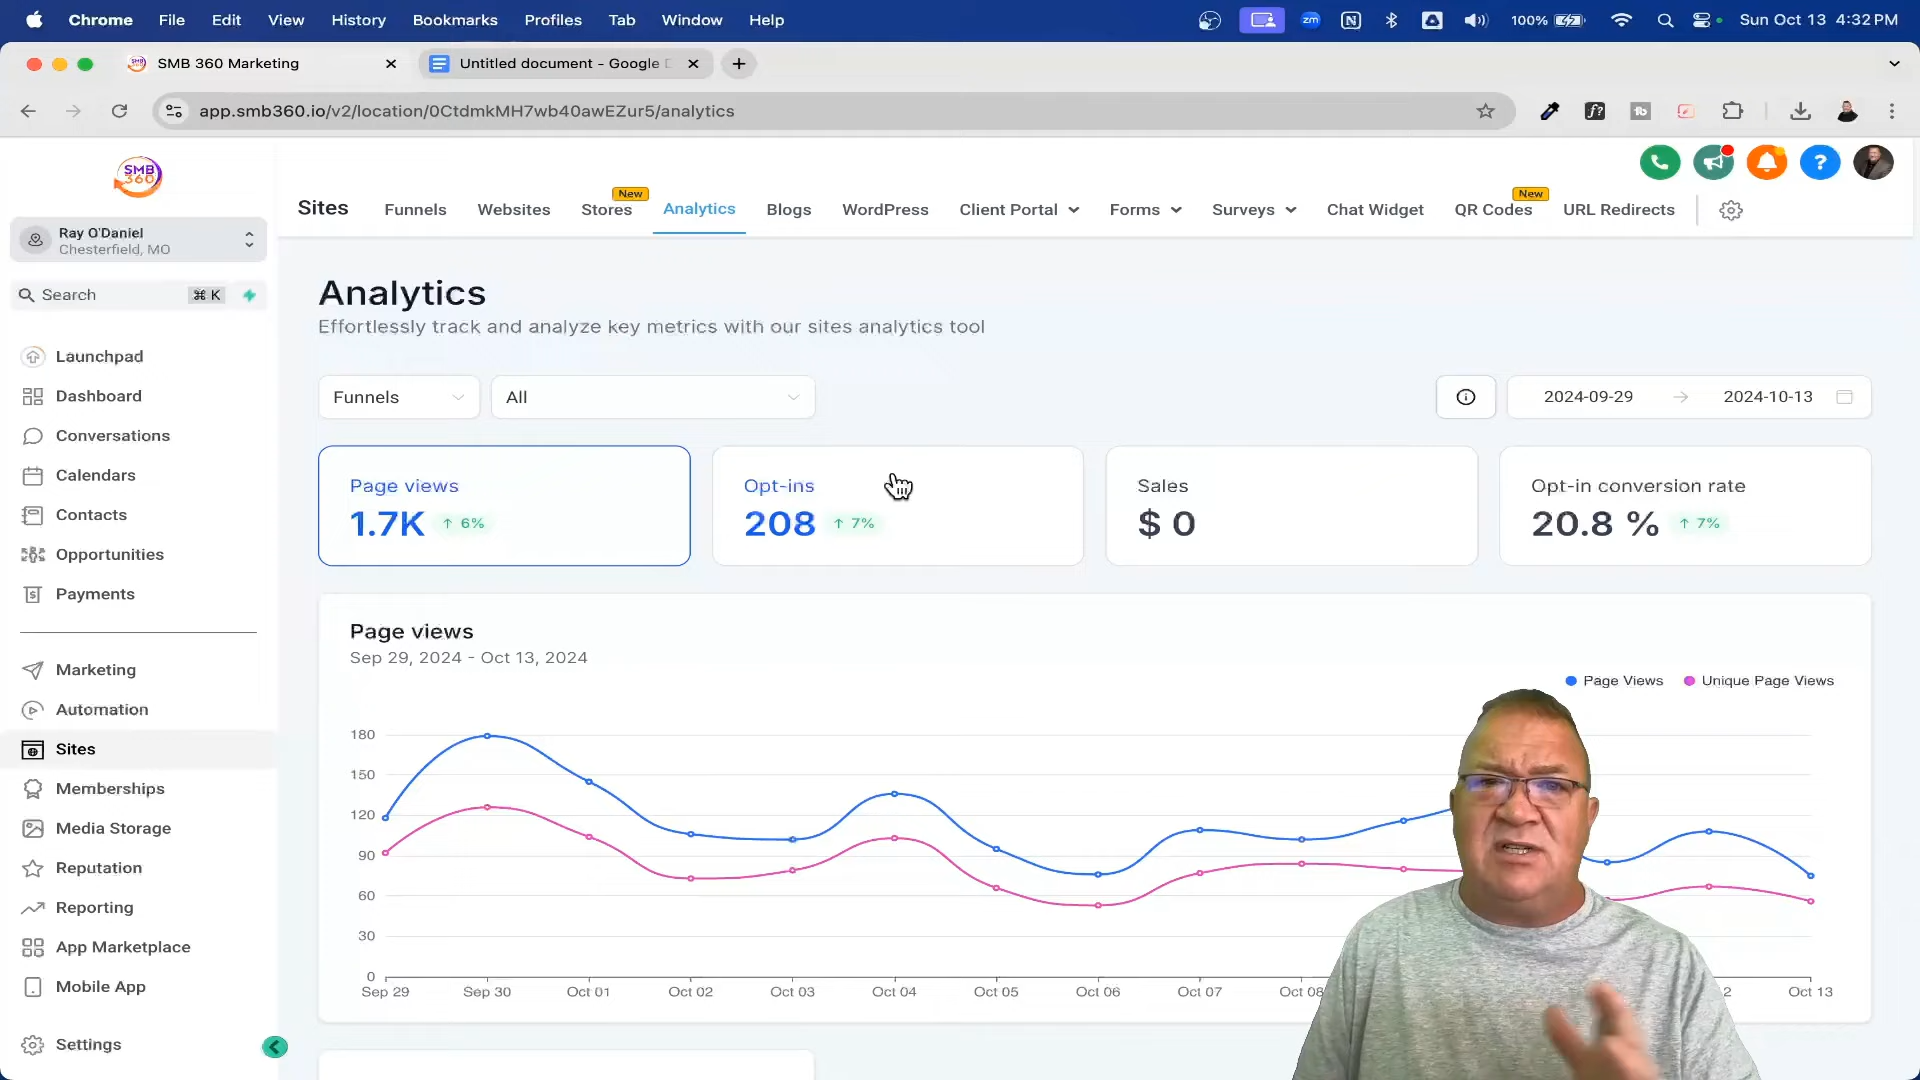 Chrome File Edit View History Bookmarks Profiles Tab Window Help
zm 100% Sun Oct 13 4:32 PM
SMB 360 Marketing
Untitled document - Google
app.smb360.io/v2/location/0CtdmkMH7wb40awEZur5/analytics
SMB
360
Ray O'Daniel
Chesterfield, MO
Search ⌘ K
Launchpad
Dashboard
Conversations
Calendars
Contacts
Opportunities
Payments
Marketing
Automation
Sites
Memberships
Media Storage
Reputation
Reporting
App Marketplace
Mobile App
Settings
New New
Sites Funnels Websites Stores Analytics Blogs WordPress Client Portal Forms Surveys Chat Widget QR Codes URL Redirects
Analytics
Effortlessly track and analyze key metrics with our sites analytics tool
Funnels All 2024-09-29 → 2024-10-13
Page views
1.7K ↑ 6%
Opt-ins
208 ↑ 7%
Sales
$ 0
Opt-in conversion rate
20.8 % ↑ 7%
Page views
Sep 29, 2024 - Oct 13, 2024
Page Views Unique Page Views
180
150
120
90
60
30
0
Sep 29 Sep 30 Oct 01 Oct 02 Oct 03 Oct 04 Oct 05 Oct 06 Oct 07 Oct 08 2 Oct 13